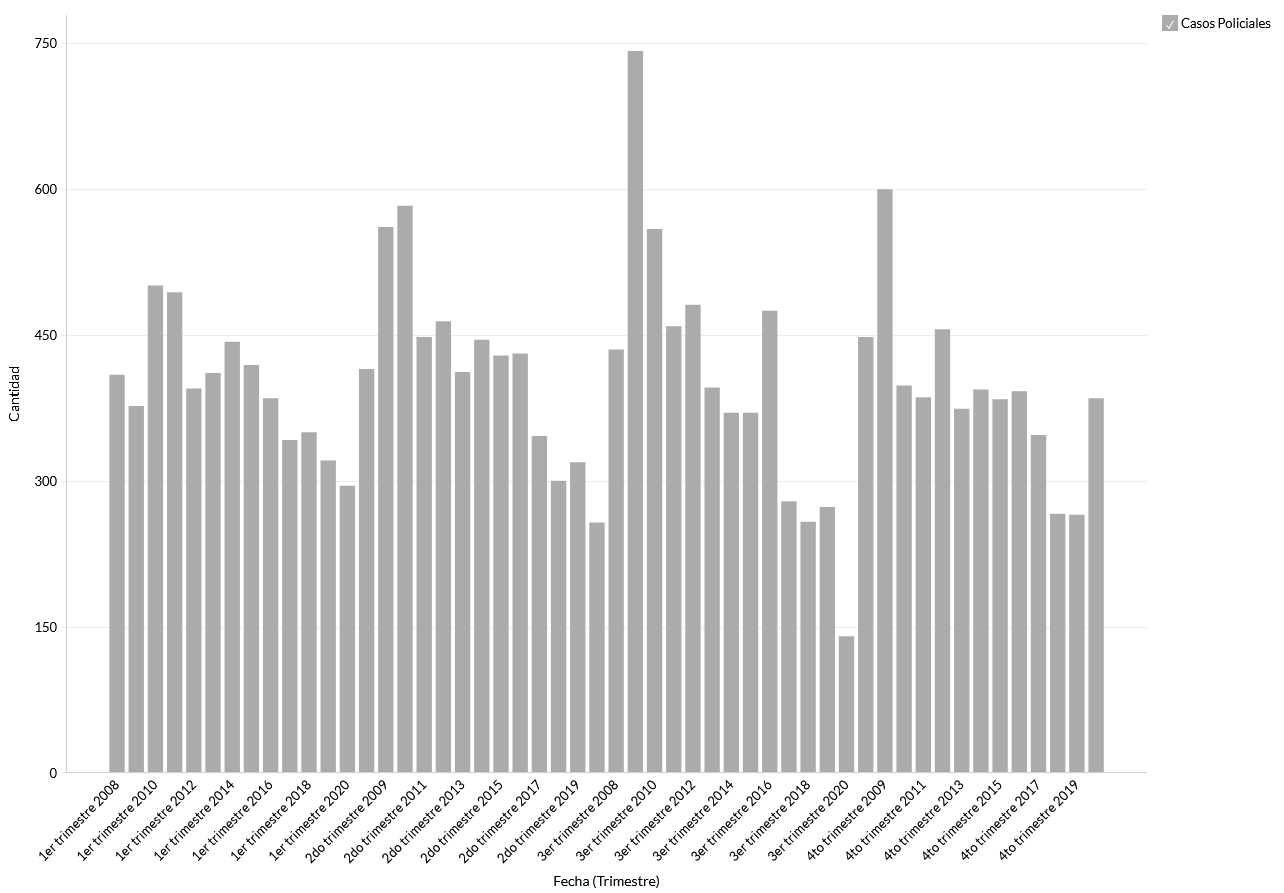 Casos Policiales
750
600
450
300
150
0
Cantidad
1er trimestre 2008
1er trimestre 2010
1er trimestre 2012
1er trimestre 2014
1er trimestre 2016
1er trimestre 2018
1er trimestre 2020
2do trimestre 2009
2do trimestre 2011
2do trimestre 2013
2do trimestre 2015
2do trimestre 2017
2do trimestre 2019
3er trimestre 2008
3er trimestre 2010
3er trimestre 2012
3er trimestre 2014
3er trimestre 2016
3er trimestre 2018
3er trimestre 2020
4to trimestre 2009
4to trimestre 2011
4to trimestre 2013
4to trimestre 2015
4to trimestre 2017
4to trimestre 2019
Fecha (Trimestre)